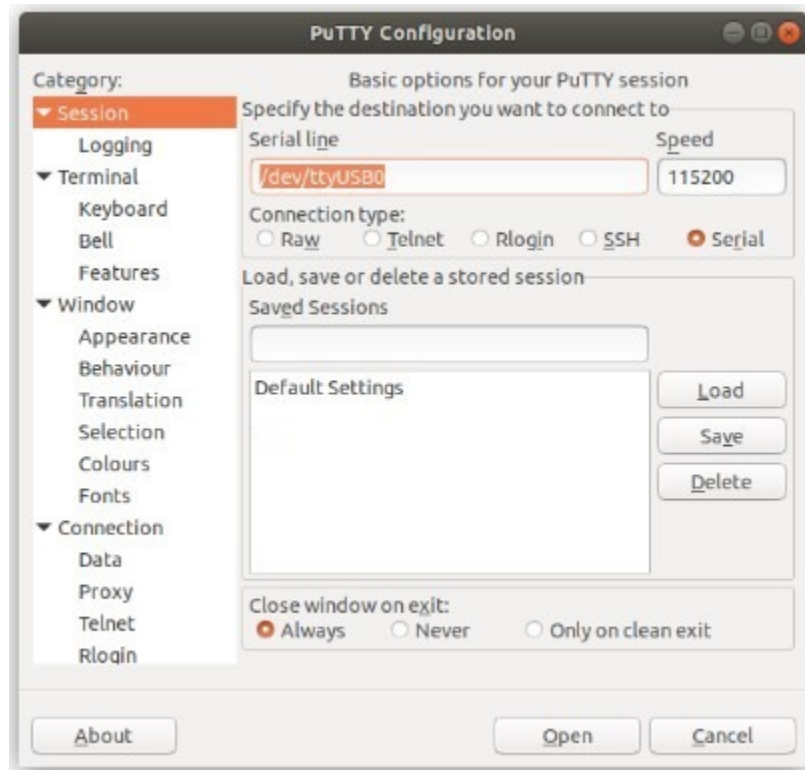 PuTTY Configuration
Category:
Session
Logging
Terminal
Keyboard
Bell
Features
Window
Appearance
Behaviour
Translation
Selection
Colours
Fonts
Connection
Data
Proxy
Telnet
Rlogin
Basic options for your PuTTY session
Specify the destination you want to connect to
Serial line Speed
/dev/ttyUSB0 115200
Connection type:
Raw Telnet Rlogin SSH Serial
Load, save or delete a stored session
Saved Sessions
Default Settings
Load
Save
Delete
Close window on exit:
Always Never Only on clean exit
About Open Cancel